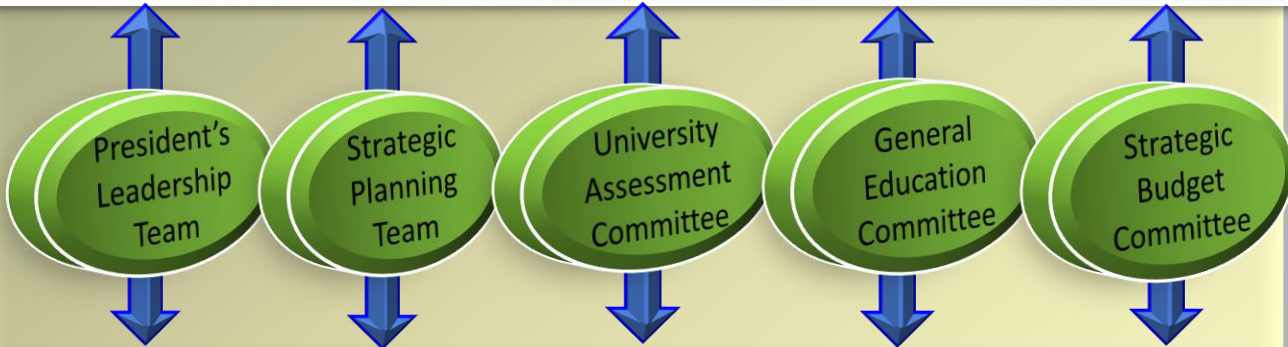 President's
Leadership
Team
Strategic
Planning
Team
University
Assessment
Committee
General
Education
Committee
Strategic
Budget
Committee